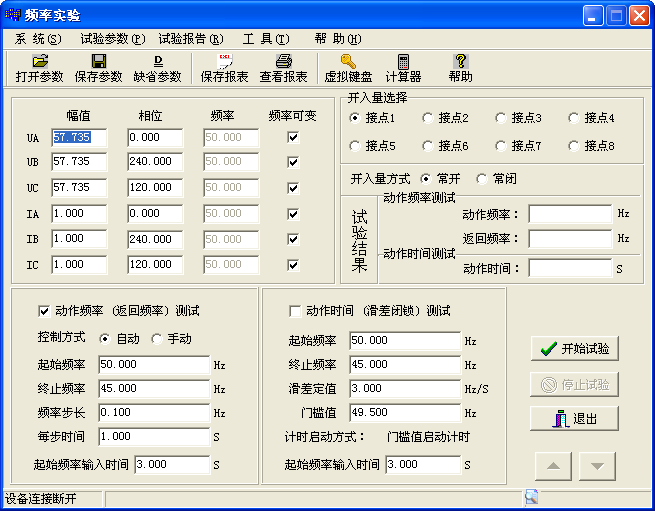 频率实验
系 统(S) 试验参数(P) 试验报告(R) 工 具(T) 帮 助(H)
打开参数 保存参数 缺省参数 保存报表 查看报表 虚拟键盘 计算器 帮助
幅值 相位 频率 频率可变
UA 57.735 0.000 50.000
UB 57.735 240.000 50.000
UC 57.735 120.000 50.000
IA 1.000 0.000 50.000
IB 1.000 240.000 50.000
IC 1.000 120.000 50.000
开入量选择
接点1 接点2 接点3 接点4
接点5 接点6 接点7 接点8
开入量方式 常开 常闭
试验结果
动作频率测试
动作频率： Hz
返回频率： Hz
动作时间测试
动作时间： S
动作频率（返回频率）测试
控制方式 自动 手动
起始频率 50.000 Hz
终止频率 45.000 Hz
频率步长 0.100 Hz
每步时间 1.000 S
起始频率输入时间 3.000 S
动作时间（滑差闭锁）测试
起始频率 50.000 Hz
终止频率 45.000 Hz
滑差定值 3.000 Hz/S
门槛值 49.500 Hz
计时启动方式： 门槛值启动计时
起始频率输入时间 3.000 S
开始试验
停止试验
退出
设备连接断开